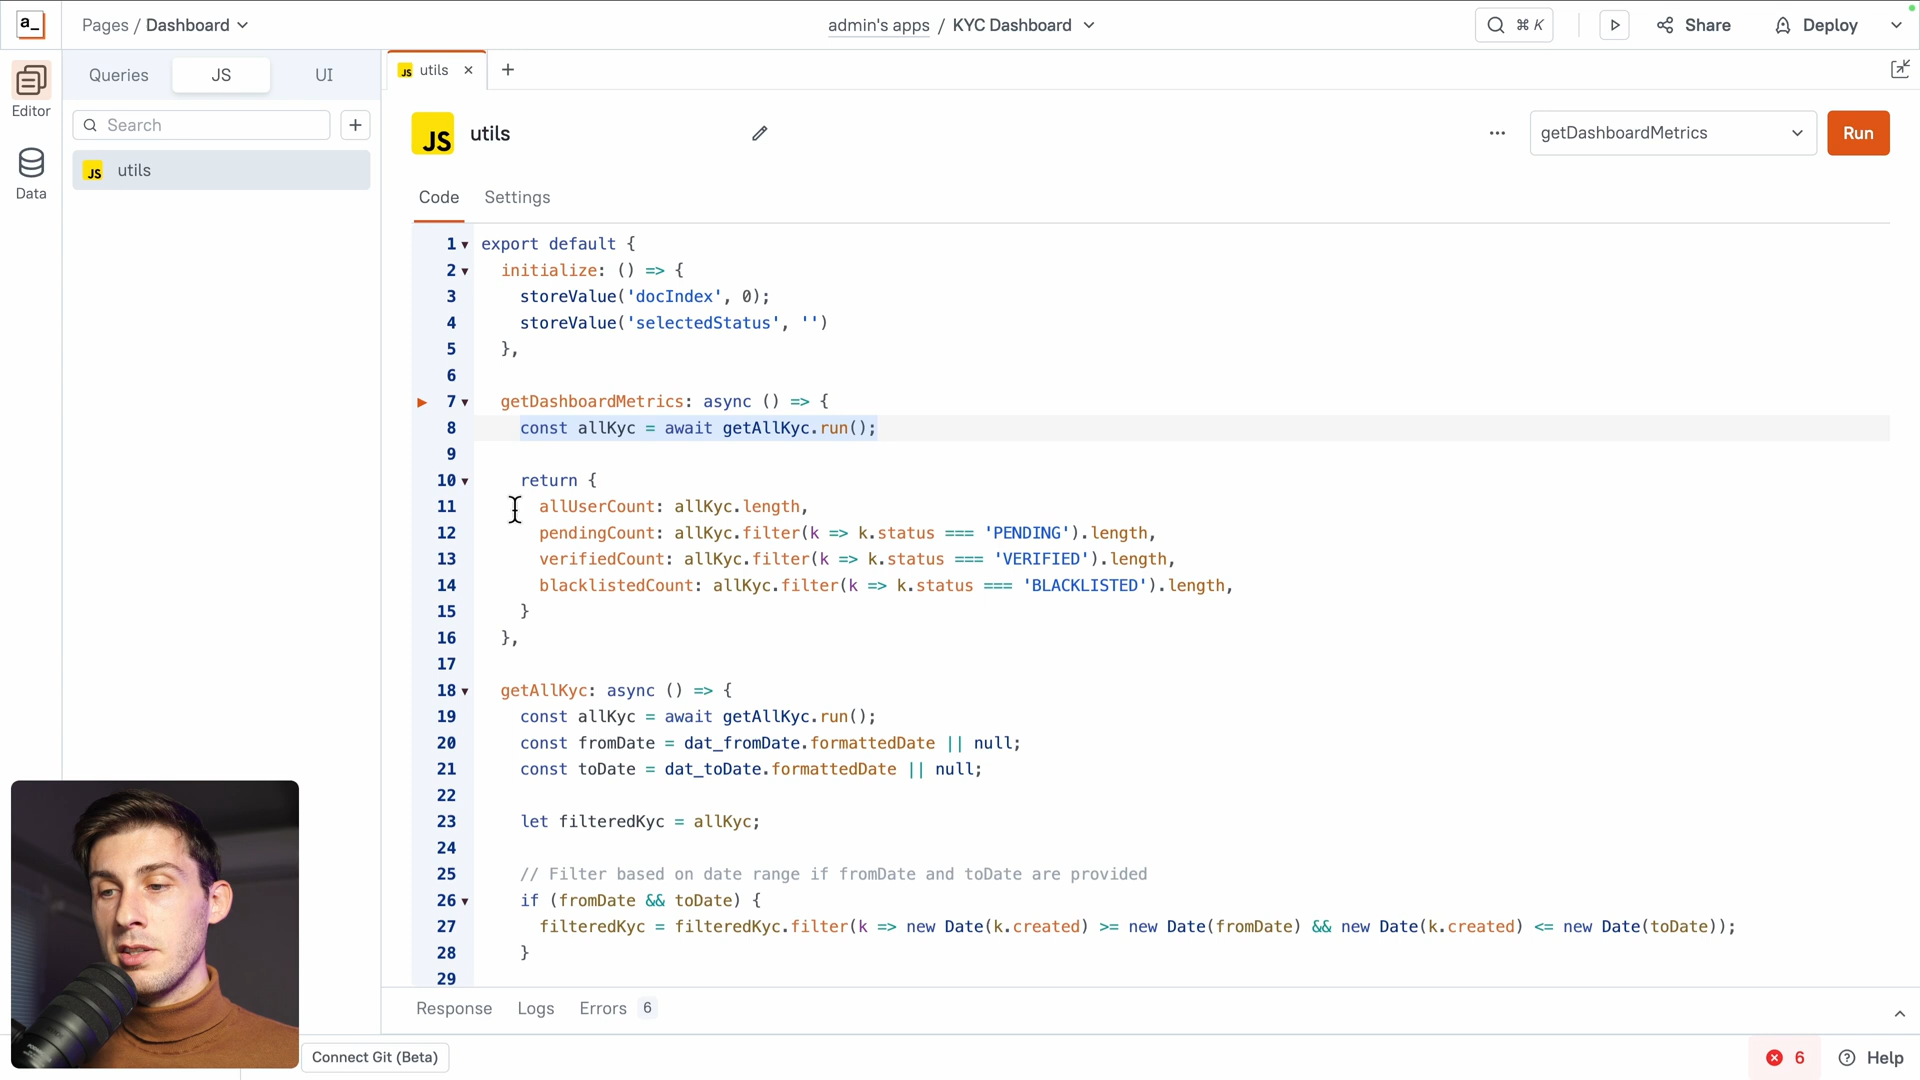 a_
Pages / Dashboard
admin's apps / KYC Dashboard
⌘ K
Share
Deploy
Editor
Data
Queries
JS
UI
Search
JS utils
JS utils
JS utils
getDashboardMetrics
Run
Code
Settings
1 export default {
2 initialize: () => {
3 storeValue('docIndex', 0);
4 storeValue('selectedStatus', '')
5 },
6
7 getDashboardMetrics: async () => {
8 const allKyc = await getAllKyc.run();
9
10 return {
11 allUserCount: allKyc.length,
12 pendingCount: allKyc.filter(k => k.status === 'PENDING').length,
13 verifiedCount: allKyc.filter(k => k.status === 'VERIFIED').length,
14 blacklistedCount: allKyc.filter(k => k.status === 'BLACKLISTED').length,
15 }
16 },
17
18 getAllKyc: async () => {
19 const allKyc = await getAllKyc.run();
20 const fromDate = dat_fromDate.formattedDate || null;
21 const toDate = dat_toDate.formattedDate || null;
22
23 let filteredKyc = allKyc;
24
25 // Filter based on date range if fromDate and toDate are provided
26 if (fromDate && toDate) {
27 filteredKyc = filteredKyc.filter(k => new Date(k.created) >= new Date(fromDate) && new Date(k.created) <= new Date(toDate));
28 }
29
Response
Logs
Errors 6
Connect Git (Beta)
6
Help